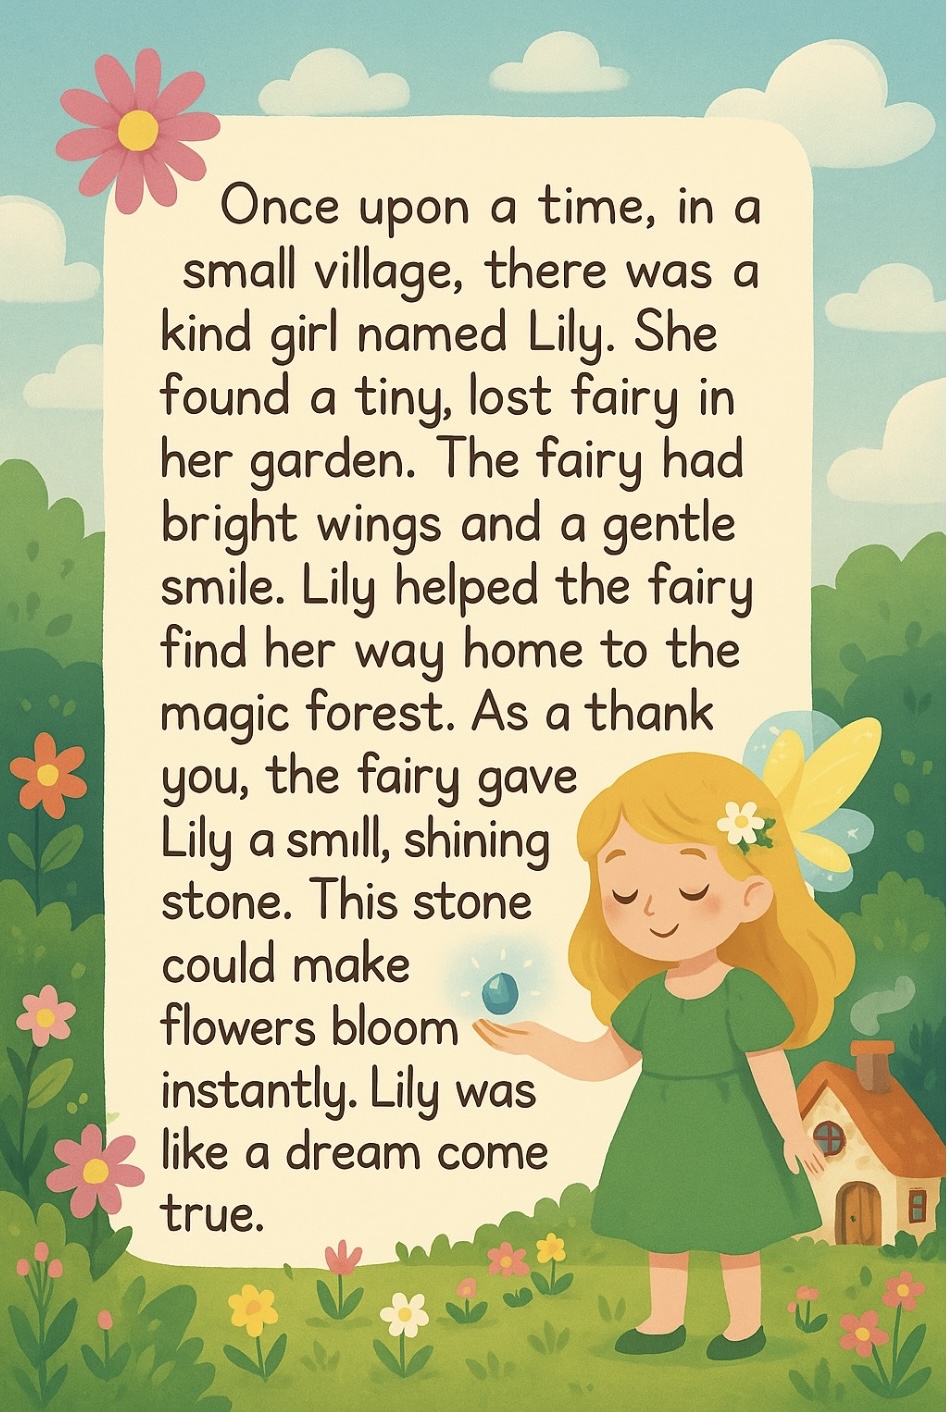 Once upon a time, in a
small village, there was a
kind girl named Lily. She
found a tiny, lost fairy in
her garden. The fairy had
bright wings and a gentle
smile. Lily helped the fairy
find her way home to the
magic forest. As a thank
you, the fairy gave
Lily a smıll, shining
stone. This stone
could make
flowers bloom
instantly. Lily was
like a dream come
true.